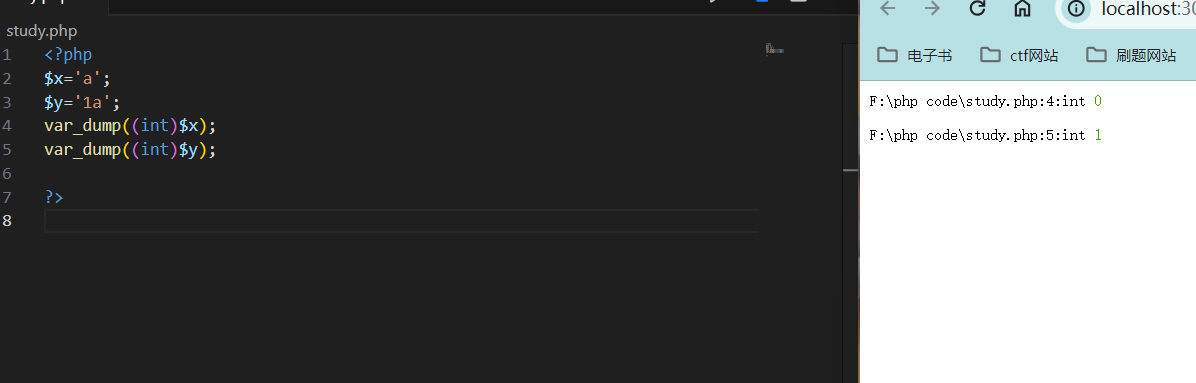 study.php
1 <?php
2 $x='a';
3 $y='1a';
4 var_dump((int)$x);
5 var_dump((int)$y);
6
7 ?>
8
localhost:30
电子书 ctf网站 刷题网站
F:\php code\study.php:4:int 0
F:\php code\study.php:5:int 1